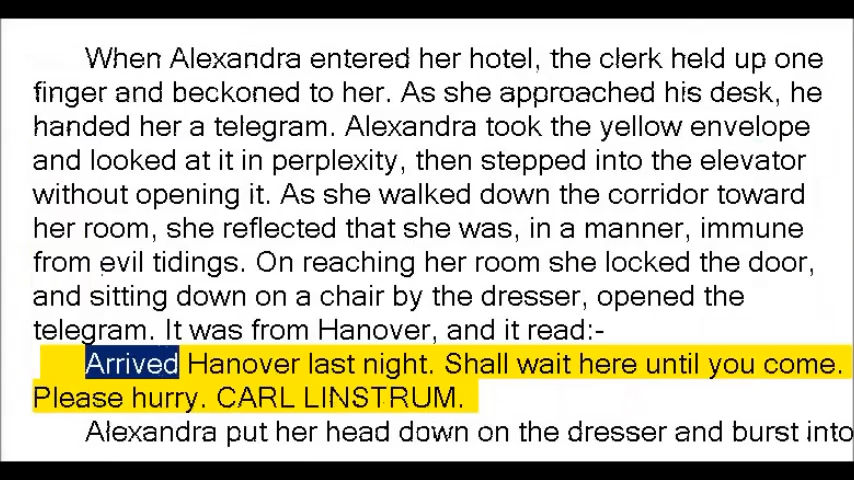 When Alexandra entered her hotel, the clerk held up one
finger and beckoned to her. As she approached his desk, he
handed her a telegram. Alexandra took the yellow envelope
and looked at it in perplexity, then stepped into the elevator
without opening it. As she walked down the corridor toward
her room, she reflected that she was, in a manner, immune
from evil tidings. On reaching her room she locked the door,
and sitting down on a chair by the dresser, opened the
telegram. It was from Hanover, and it read:-
Arrived Hanover last night. Shall wait here until you come.
Please hurry. CARL LINSTRUM.
Alexandra put her head down on the dresser and burst into